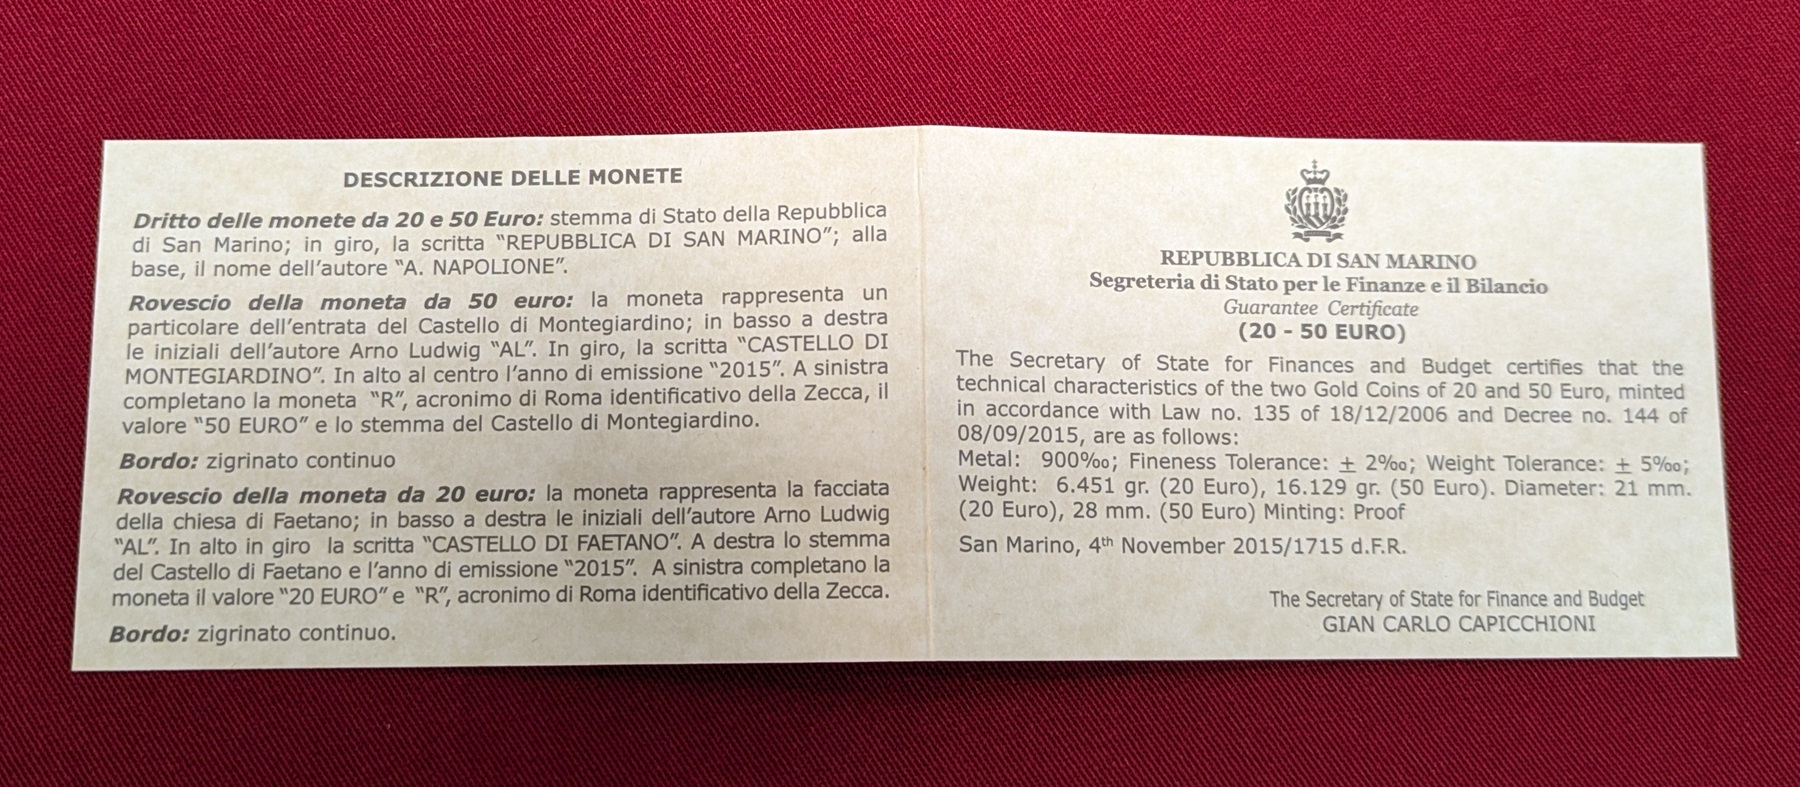 DESCRIZIONE DELLE MONETE
Dritto delle monete da 20 e 50 Euro: stemma di Stato della Repubblica
di San Marino; in giro, la scritta “REPUBBLICA DI SAN MARINO”; alla
base, il nome dell’autore “A. NAPOLIONE”.
Rovescio della moneta da 50 euro: la moneta rappresenta un
particolare dell’entrata del Castello di Montegiardino; in basso a destra
le iniziali dell’autore Arno Ludwig “AL”. In giro, la scritta “CASTELLO DI
MONTEGIARDINO”. In alto al centro l’anno di emissione “2015”. A sinistra
completano la moneta “R”, acronimo di Roma identificativo della Zecca, il
valore “50 EURO” e lo stemma del Castello di Montegiardino.
Bordo: zigrinato continuo
Rovescio della moneta da 20 euro: la moneta rappresenta la facciata
della chiesa di Faetano; in basso a destra le iniziali dell’autore Arno Ludwig
“AL”. In alto in giro la scritta “CASTELLO DI FAETANO”. A destra lo stemma
del Castello di Faetano e l’anno di emissione “2015”. A sinistra completano la
moneta il valore “20 EURO” e “R”, acronimo di Roma identificativo della Zecca.
Bordo: zigrinato continuo.
REPUBBLICA DI SAN MARINO
Segreteria di Stato per le Finanze e il Bilancio
Guarantee Certificate
(20 - 50 EURO)
The Secretary of State for Finances and Budget certifies that the
technical characteristics of the two Gold Coins of 20 and 50 Euro, minted
in accordance with Law no. 135 of 18/12/2006 and Decree no. 144 of
08/09/2015, are as follows:
Metal: 900‰; Fineness Tolerance: ± 2‰; Weight Tolerance: ± 5‰;
Weight: 6.451 gr. (20 Euro), 16.129 gr. (50 Euro). Diameter: 21 mm.
(20 Euro), 28 mm. (50 Euro) Minting: Proof
San Marino, 4th November 2015/1715 d.F.R.
The Secretary of State for Finance and Budget
GIAN CARLO CAPICCHIONI